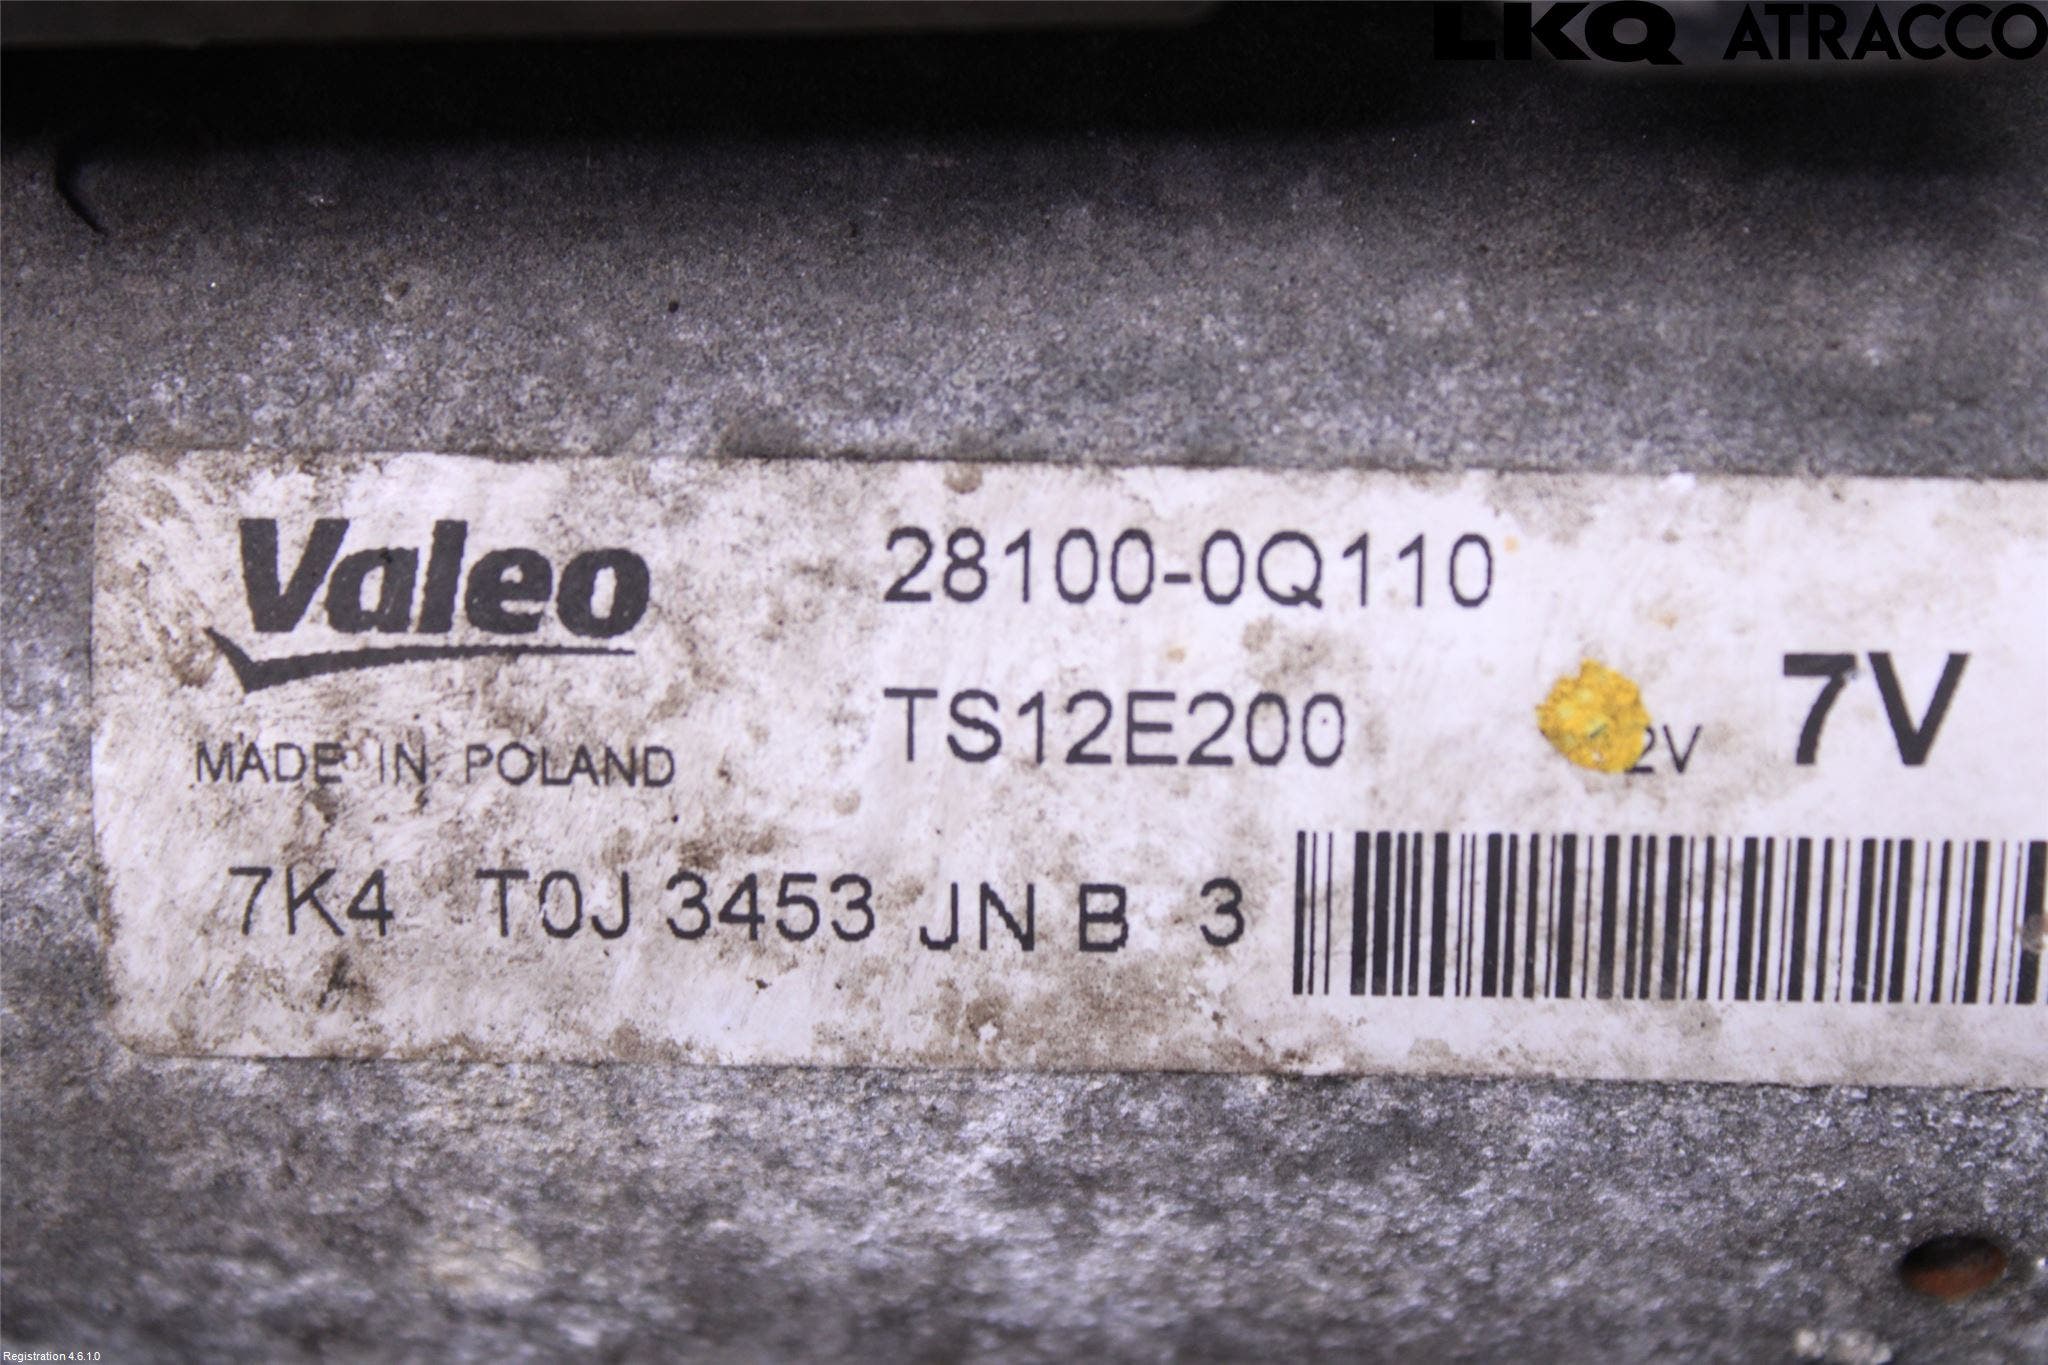 LKQ ATRACCO
Valeo
28100-0Q110
TS12E200
2V
7V
MADE IN POLAND
7K4 T0J 3453 JN B 3
Registration 4.6.1.0